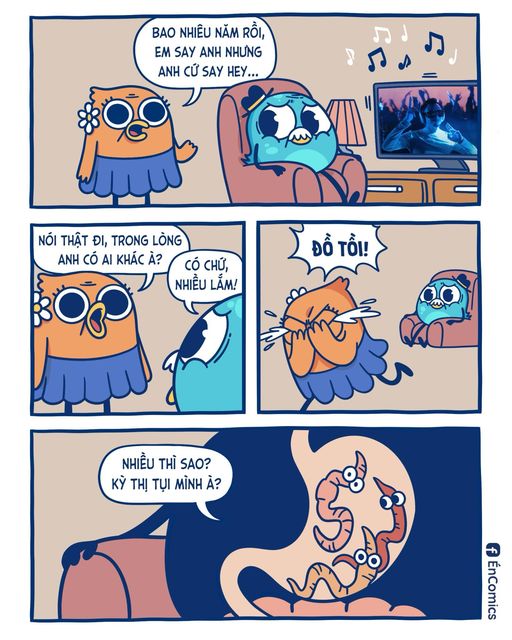 BAO NHIÊU NĂM RỒI,
EM SAY ANH NHƯNG
ANH CỨ SAY HEY...
NÓI THẬT ĐI, TRONG LÒNG
ANH CÓ AI KHÁC À?
CÓ CHỨ,
NHIỀU LẮM!
ĐỒ TỒI!
NHIỀU THÌ SAO?
KỲ THỊ TỤI MÌNH À?
f ÉnComics